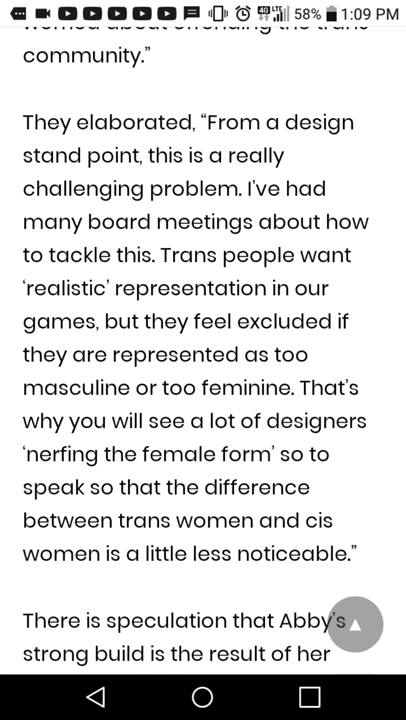 58% 1:09 PM
community.”
They elaborated, “From a design
stand point, this is a really
challenging problem. I’ve had
many board meetings about how
to tackle this. Trans people want
‘realistic’ representation in our
games, but they feel excluded if
they are represented as too
masculine or too feminine. That’s
why you will see a lot of designers
‘nerfing the female form’ so to
speak so that the difference
between trans women and cis
women is a little less noticeable.”
There is speculation that Abby’s
strong build is the result of her